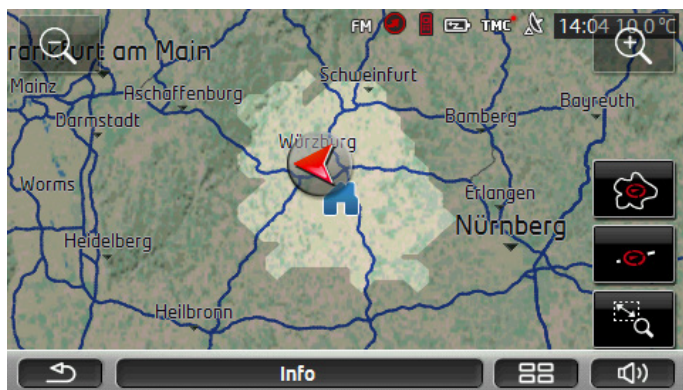 FM TMC 14:04 10.0 °C
rankfurt am Main
Mainz
Schweinfurt
Aschaffenburg
Bayreuth
Bamberg
Darmstadt
Würzburg
Worms
Erlangen
Nürnberg
Heidelberg
Heilbronn
Info